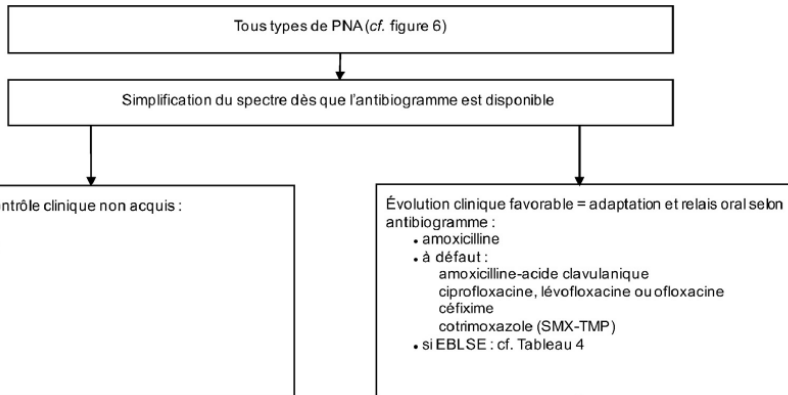 Tous types de PNA (cf. figure 6)
Simplification du spectre dès que l'antibiogramme est disponible
ntrôle clinique non acquis :
Évolution clinique favorable = adaptation et relais oral selon
antibiogramme :
• amoxicilline
• à défaut :
amoxicilline-acide clavulanique
ciprofloxacine, lévofloxacine ou ofloxacine
céfixime
cotrimoxazole (SMX-TMP)
• si EBLSE : cf. Tableau 4